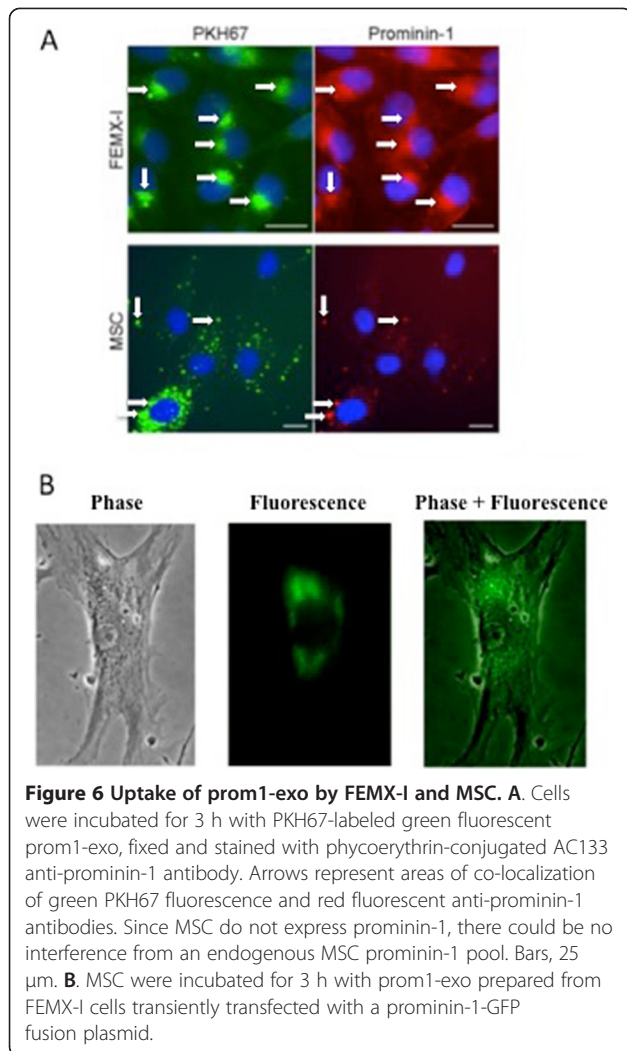 A
PKH67 Prominin-1
FEMX-I
MSC
B
Phase Fluorescence Phase + Fluorescence
Figure 6 Uptake of prom1-exo by FEMX-I and MSC. A. Cells
were incubated for 3 h with PKH67-labeled green fluorescent
prom1-exo, fixed and stained with phycoerythrin-conjugated AC133
anti-prominin-1 antibody. Arrows represent areas of co-localization
of green PKH67 fluorescence and red fluorescent anti-prominin-1
antibodies. Since MSC do not express prominin-1, there could be no
interference from an endogenous MSC prominin-1 pool. Bars, 25
μm. B. MSC were incubated for 3 h with prom1-exo prepared from
FEMX-I cells transiently transfected with a prominin-1-GFP
fusion plasmid.